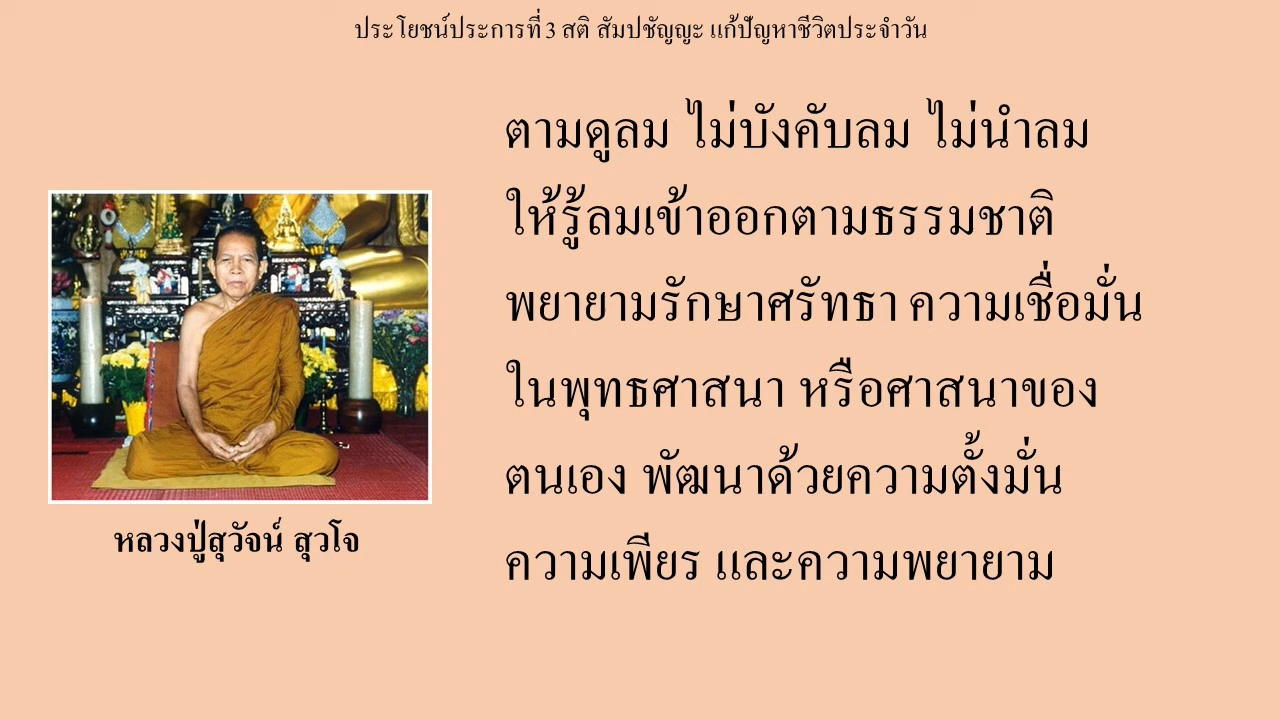 ประโยชน์ประการที่ 3 สติ สัมปชัญญะ แก้ปัญหาชีวิตประจำวัน
ตามดูลม ไม่บังคับลม ไม่นำลม
ให้รู้ลมเข้าออกตามธรรมชาติ
พยายามรักษาศรัทธา ความเชื่อมั่น
ในพุทธศาสนา หรือศาสนาของ
ตนเอง พัฒนาด้วยความตั้งมั่น
ความเพียร และความพยายาม
หลวงปู่สุวัจน์ สุวโจ